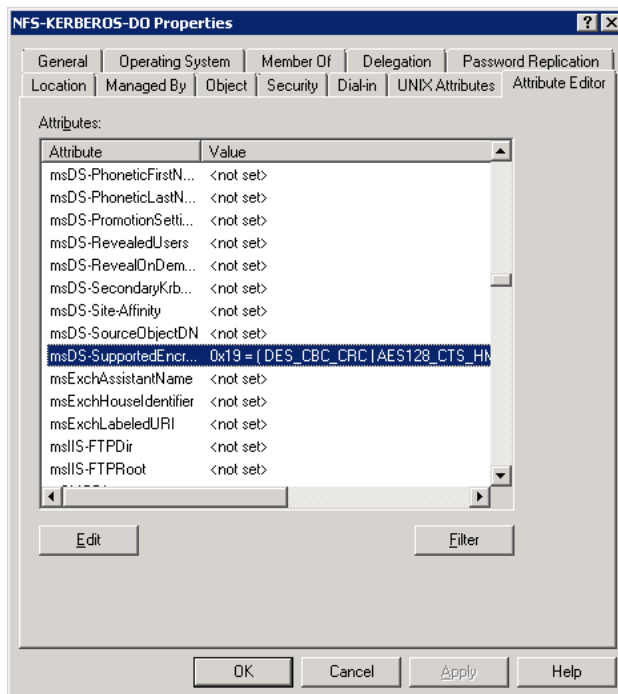 NFS-KERBEROS-DO Properties
General Operating System Member Of Delegation Password Replication
Location Managed By Object Security Dial-in UNIX Attributes Attribute Editor
Attributes:
Attribute Value
msDS-PhoneticFirstN... <not set>
msDS-PhoneticLastN... <not set>
msDS-PromotionSetti... <not set>
msDS-RevealedUsers <not set>
msDS-RevealOnDem... <not set>
msDS-SecondaryKrb... <not set>
msDS-Site-Affinity <not set>
msDS-SourceObjectDN <not set>
msDS-SupportedEncr... 0x19 = ( DES_CBC_CRC | AES128_CTS_HM
msExchAssistantName <not set>
msExchHouseIdentifier <not set>
msExchLabeledURI <not set>
msIIS-FTPDir <not set>
msIIS-FTPRoot <not set>
Edit Filter
OK Cancel Apply Help